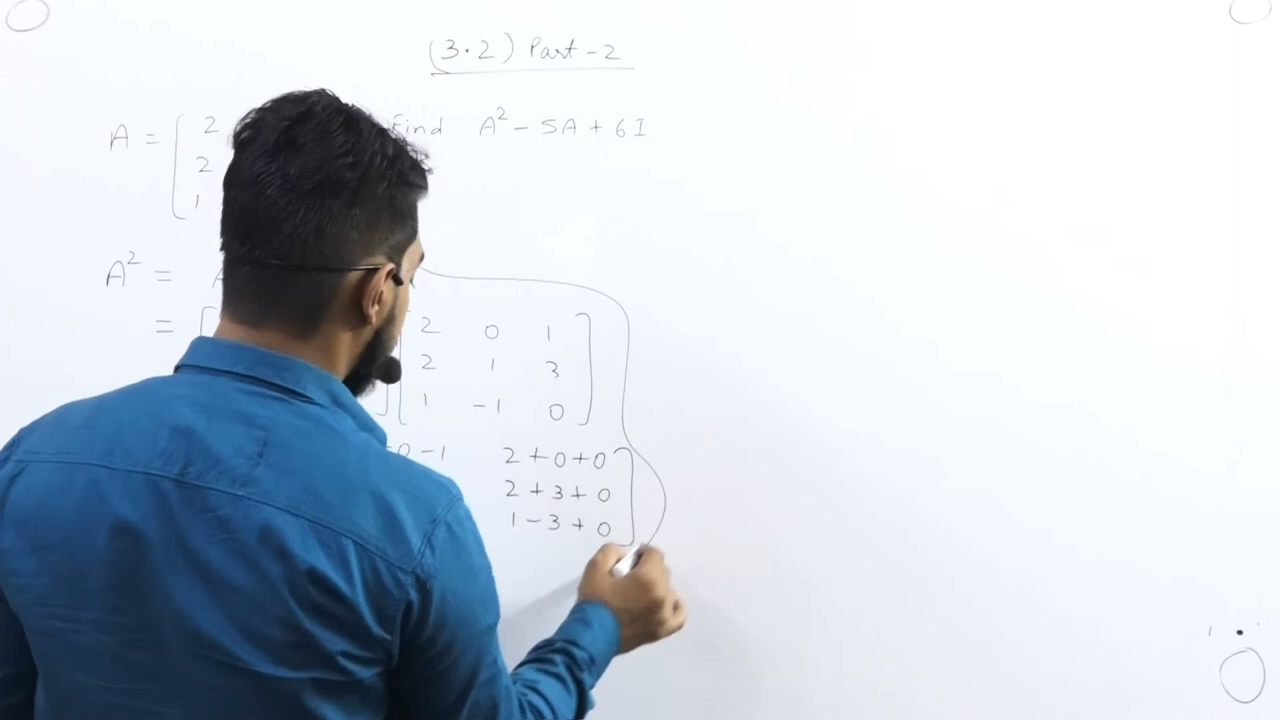 (3.2) Part-2
A = [ 2 Find A² - 5A + 6I
2
1
A² =
= [ 2 0 1 ]
2 1 3
] [ 1 -1 0
0 -1 2+0+0 ]
2+3+0
1-3+0